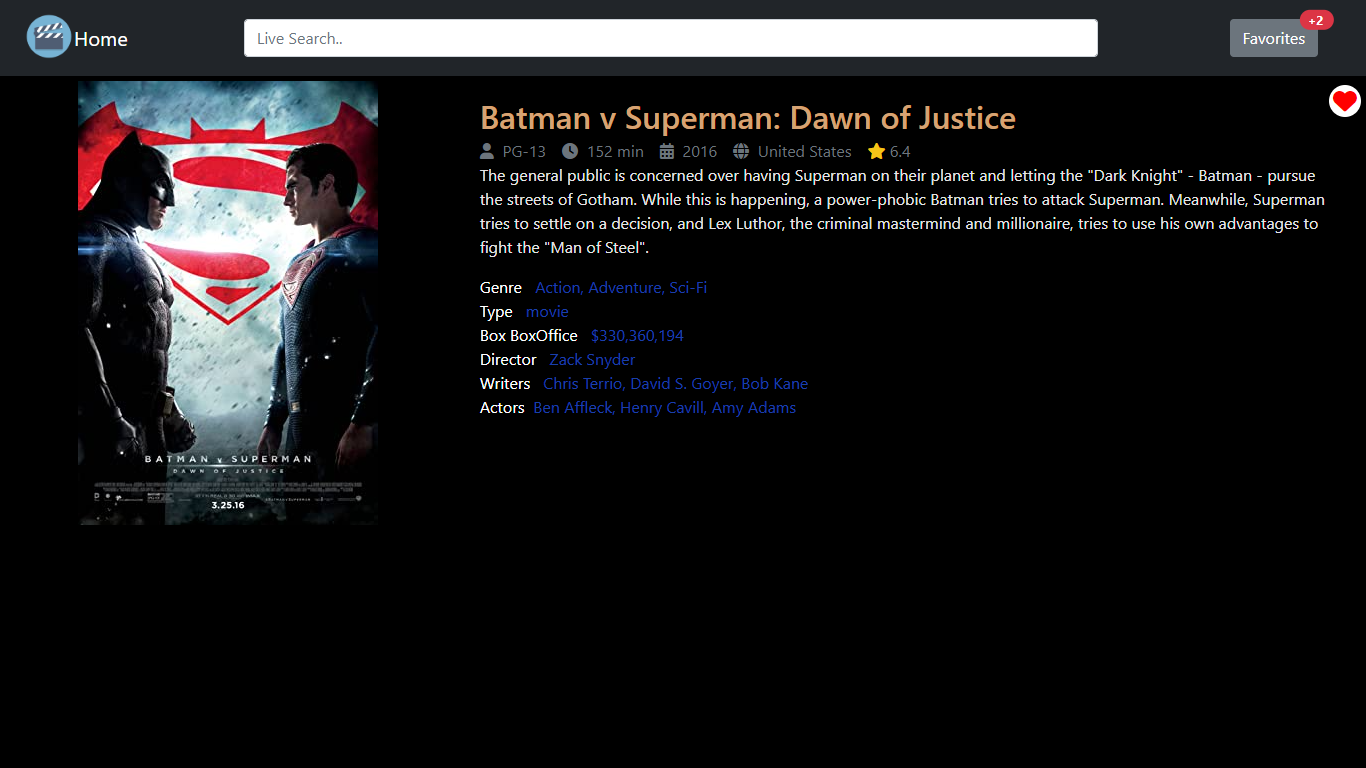 Home
Live Search..
Favorites
+2
Batman v Superman: Dawn of Justice
PG-13 152 min 2016 United States 6.4
The general public is concerned over having Superman on their planet and letting the "Dark Knight" - Batman - pursue
the streets of Gotham. While this is happening, a power-phobic Batman tries to attack Superman. Meanwhile, Superman
tries to settle on a decision, and Lex Luthor, the criminal mastermind and millionaire, tries to use his own advantages to
fight the "Man of Steel".
Genre Action, Adventure, Sci-Fi
Type movie
Box BoxOffice $330,360,194
Director Zack Snyder
Writers Chris Terrio, David S. Goyer, Bob Kane
Actors Ben Affleck, Henry Cavill, Amy Adams
BATMAN v SUPERMAN
DAWN OF JUSTICE
3.25.16